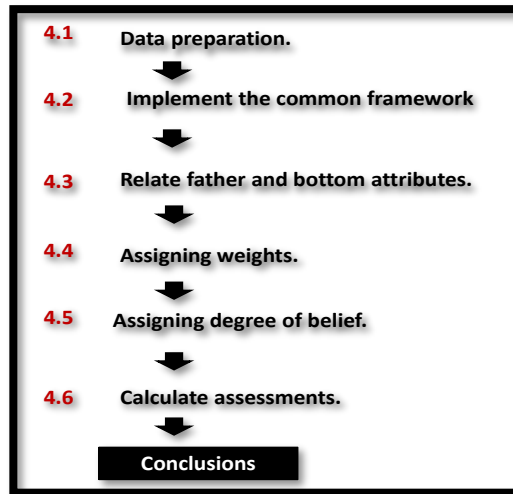 4.1 Data preparation.
4.2 Implement the common framework
4.3 Relate father and bottom attributes.
4.4 Assigning weights.
4.5 Assigning degree of belief.
4.6 Calculate assessments.
Conclusions